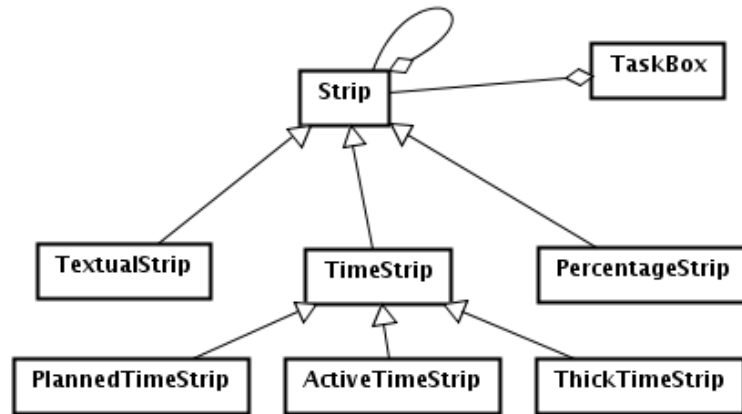 TaskBox
Strip
TextualStrip
TimeStrip
PercentageStrip
PlannedTimeStrip
ActiveTimeStrip
ThickTimeStrip